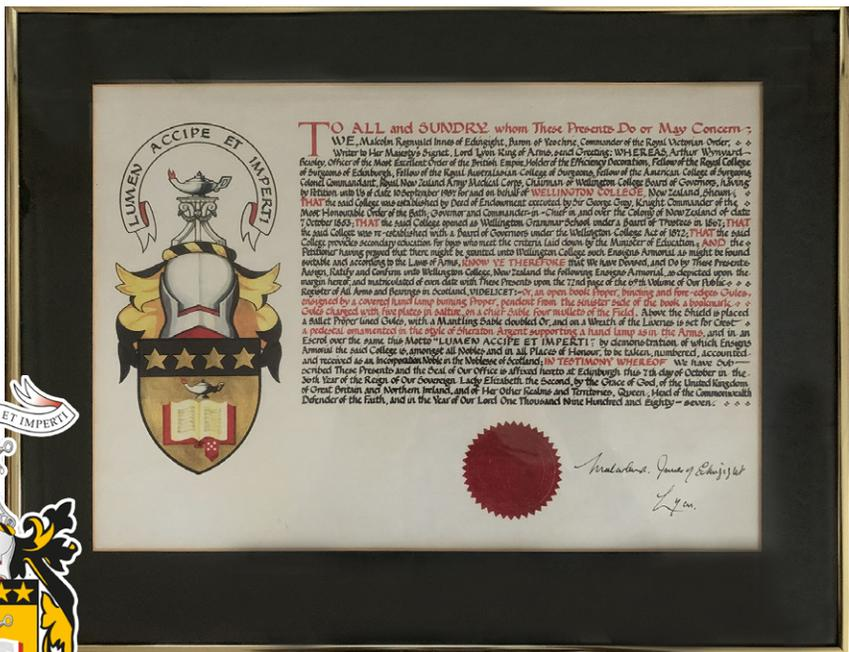 LUMEN ACCIPE ET IMPERTI
TO ALL and SUNDRY whom These Presents Do or May Concern
WE, Malcolm Rognvald Innes of Edingight, Baron of Yeochrie, Commander of the Royal Victorian Order,
Writer to Her Majesty's Signet, Lord Lyon King of Arms, send Greeting: WHEREAS, Arthur Wynyard
Beasley, Officer of the Most Excellent Order of the British Empire, Holder of the Efficiency Decoration, Fellow of the Royal College
of Surgeons of Edinburgh, Fellow of the Royal Australasian College of Surgeons, Fellow of the American College of Surgeons,
Colonel Commandant, Royal New Zealand Army Medical Corps, Chairman of Wellington College Board of Governors, having
by Petition unto Us of date 10 September 1987 for and on behalf of WELLINGTON COLLEGE, New Zealand, Shewn;
THAT the said College was established by Deed of Endowment executed by Sir George Grey, Knight Commander of the
Most Honourable Order of the Bath, Governor and Commander-in-Chief in and over the Colony of New Zealand of date
7 October 1853; THAT the said College opened as Wellington Grammar School under a Board of Trustees in 1867; THAT
the said College was re-established with a Board of Governors under the Wellington College Act of 1872; THAT the said
College provides secondary education for boys who meet the criteria laid down by the Minister of Education; AND the
Petitioner having prayed that there might be granted unto Wellington College such Ensigns Armorial as might be found
suitable and according to the Laws of Arms, KNOW YE THEREFORE that We have Devised, and Do by These Presents
Assign, Ratify and Confirm unto Wellington College, New Zealand the following Ensigns Armorial, as depicted upon the
margin hereof, and matriculated of even date with These Presents upon the 72nd page of the 69th Volume of Our Public
Register of All Arms and Bearings in Scotland, VIDELICET:- Or, an open book Proper, binding and fore-edges Gules,
ensigned by a covered hand lamp burning Proper, pendent from the sinister side of the book a bookmark
Gules charged with five plates in saltire, on a chief Sable four mullets of the Field. Above the Shield is placed
a Sallet Proper lined Gules, with a Mantling Sable doubled Or, and on a Wreath of the Liveries is set for Crest
a pedestal ornamented in the style of Sheraton Argent supporting a hand lamp as in the Arms, and in an
Escrol over the same this Motto "LUMEN ACCIPE ET IMPERTI"; by demonstration of which Ensigns
Armorial the said College is, amongst all Nobles and in all Places of Honour, to be taken, numbered, accounted
and received as an Incorporation Noble in the Noblesse of Scotland; IN TESTIMONY WHEREOF We have Sub-
scribed These Presents and the Seal of Our Office is affixed hereto at Edinburgh this 7th day of October in the
36th Year of the Reign of Our Sovereign Lady Elizabeth the Second, by the Grace of God, of the United Kingdom
of Great Britain and Northern Ireland, and of Her Other Realms and Territories, Queen, Head of the Commonwealth
Defender of the Faith, and in the Year of Our Lord One Thousand Nine Hundred and Eighty-seven.
Malcolm Innes of Edingight
Lyon.
ET IMPERTI